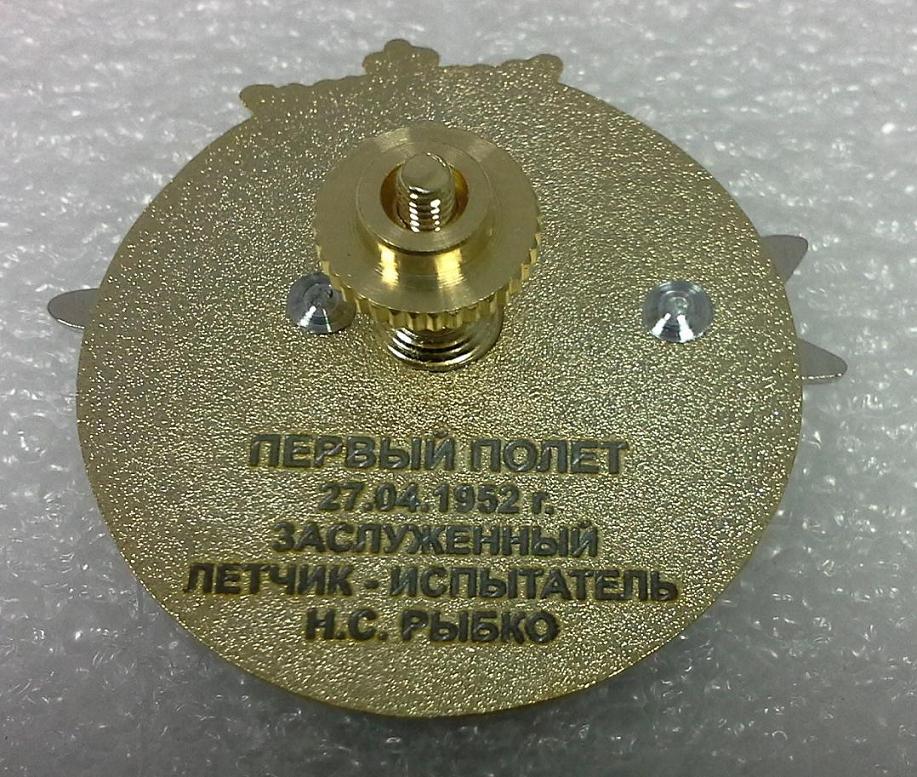 ПЕРВЫЙ ПОЛЕТ
27.04.1952 г.
ЗАСЛУЖЕННЫЙ
ЛЕТЧИК - ИСПЫТАТЕЛЬ
Н.С. РЫБКО